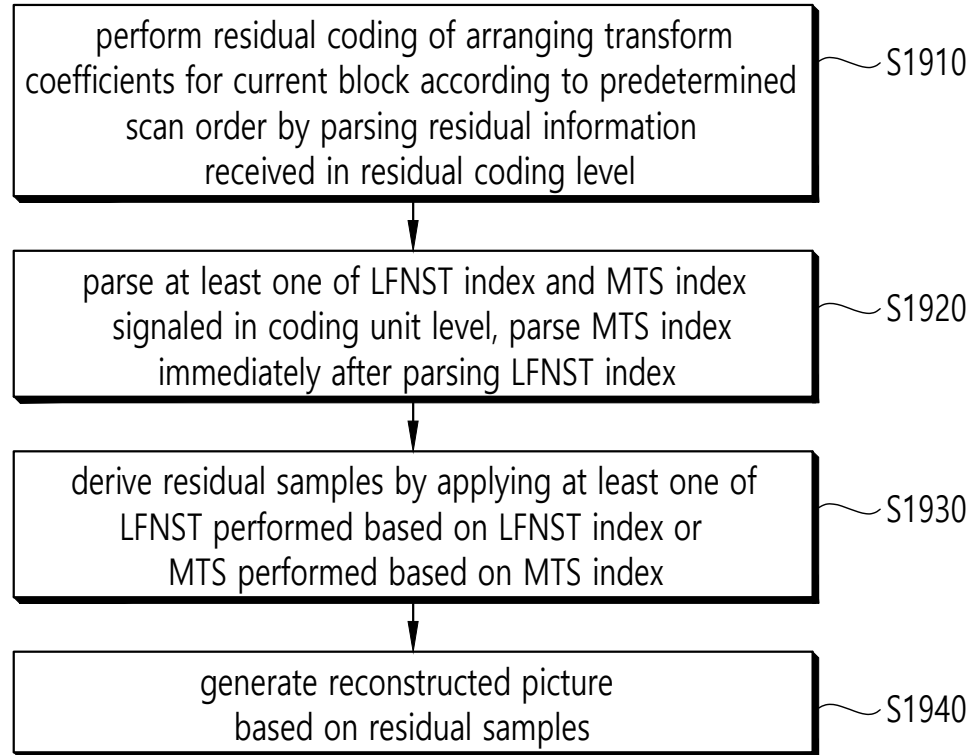 perform residual coding of arranging transform
coefficients for current block according to predetermined
scan order by parsing residual information
received in residual coding level
S1910
parse at least one of LFNST index and MTS index
signaled in coding unit level, parse MTS index
immediately after parsing LFNST index
S1920
derive residual samples by applying at least one of
LFNST performed based on LFNST index or
MTS performed based on MTS index
S1930
generate reconstructed picture
based on residual samples
S1940